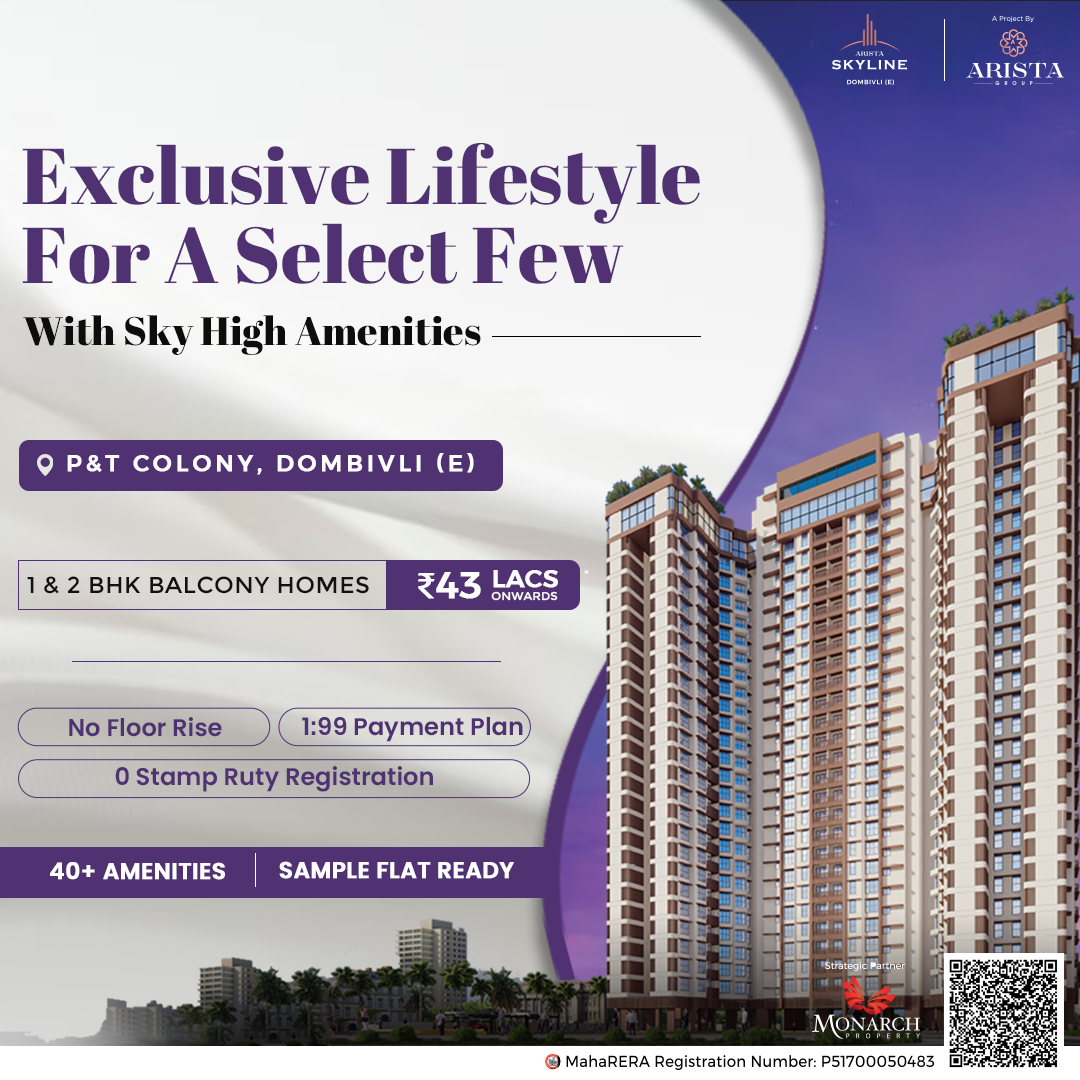 ARISTA
SKYLINE
DOMBIVLI (E)
A Project By
ARISTA
GROUP
Exclusive Lifestyle
For A Select Few
With Sky High Amenities
P&T COLONY, DOMBIVLI (E)
1 & 2 BHK BALCONY HOMES
₹43 LACS
ONWARDS
No Floor Rise
1:99 Payment Plan
0 Stamp Ruty Registration
40+ AMENITIES
SAMPLE FLAT READY
Strategic Partner
MONARCH
PROPERTY
MahaRERA Registration Number: P51700050483